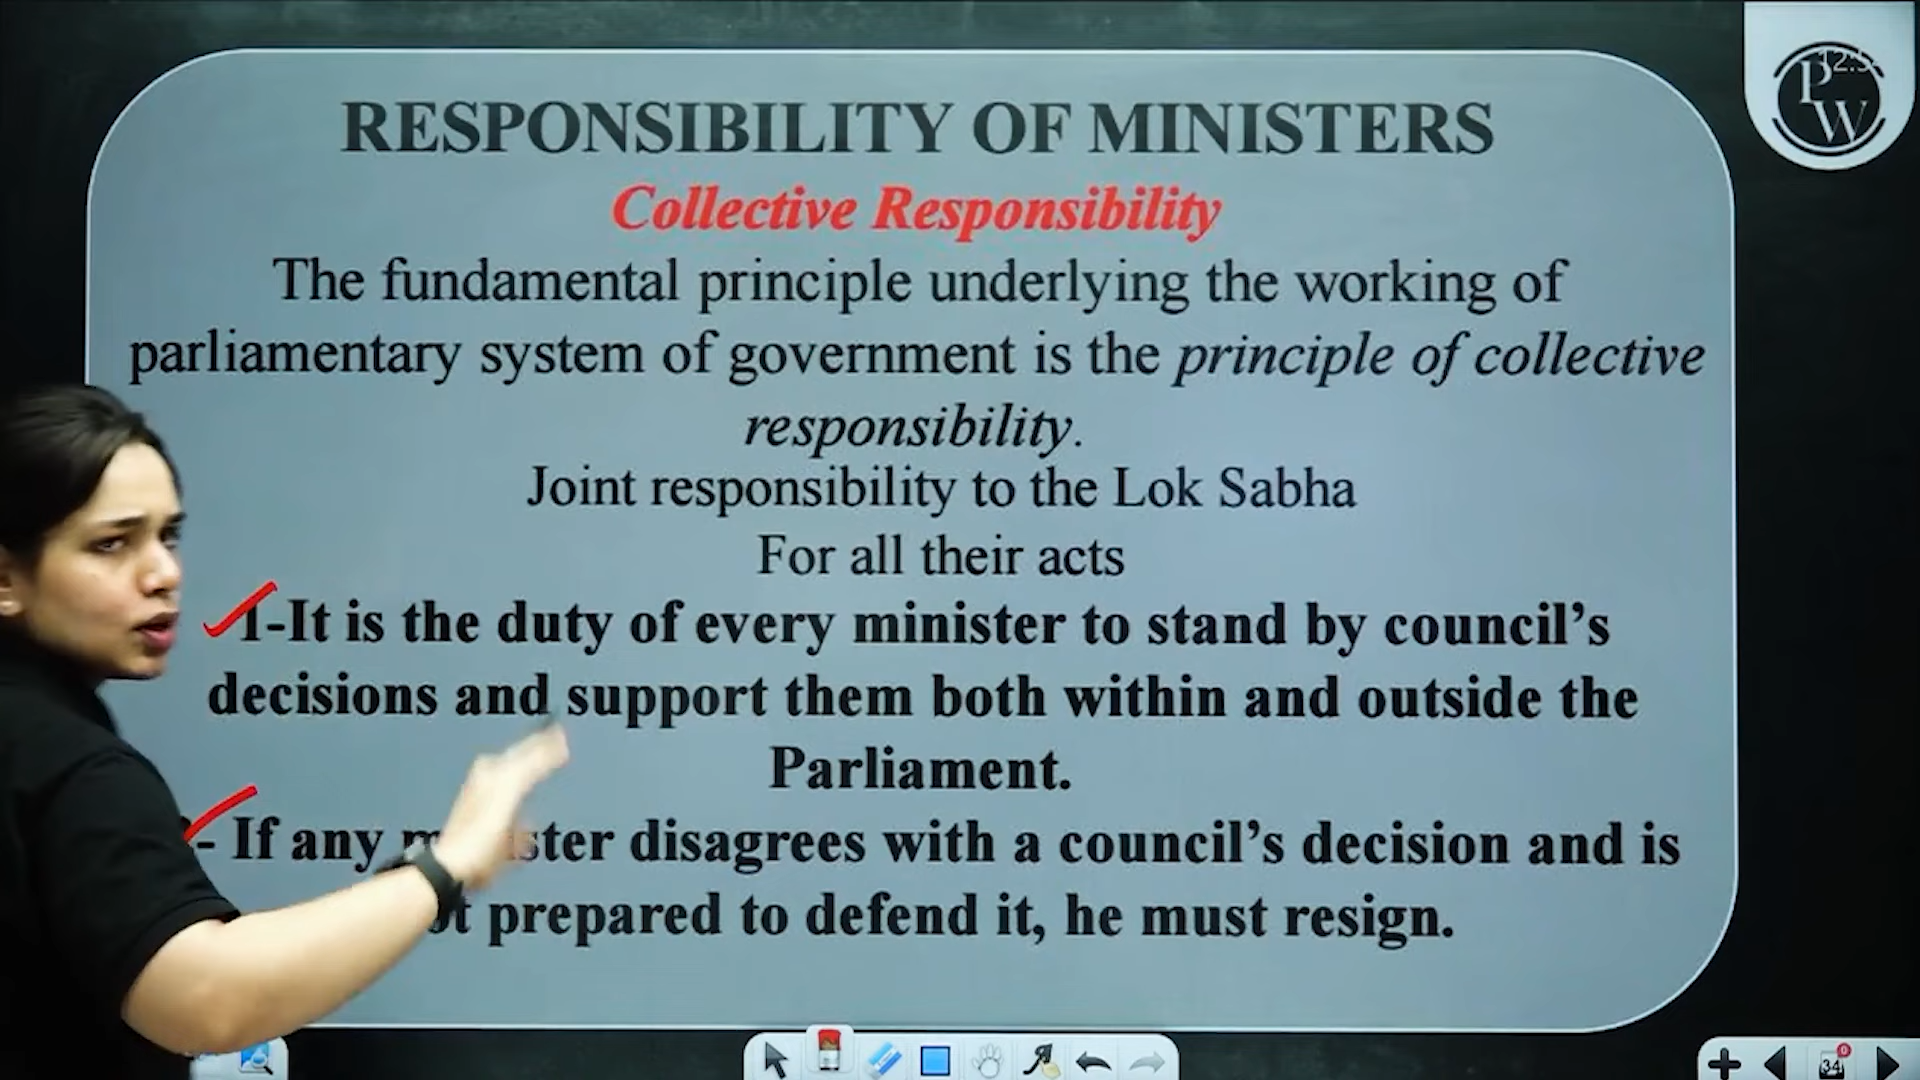 RESPONSIBILITY OF MINISTERS
Collective Responsibility
The fundamental principle underlying the working of
parliamentary system of government is the principle of collective
responsibility.
Joint responsibility to the Lok Sabha
For all their acts
1-It is the duty of every minister to stand by council's
decisions and support them both within and outside the
Parliament.
- If any disagrees with a council's decision and is
prepared to defend it, he must resign.
PW
34
0